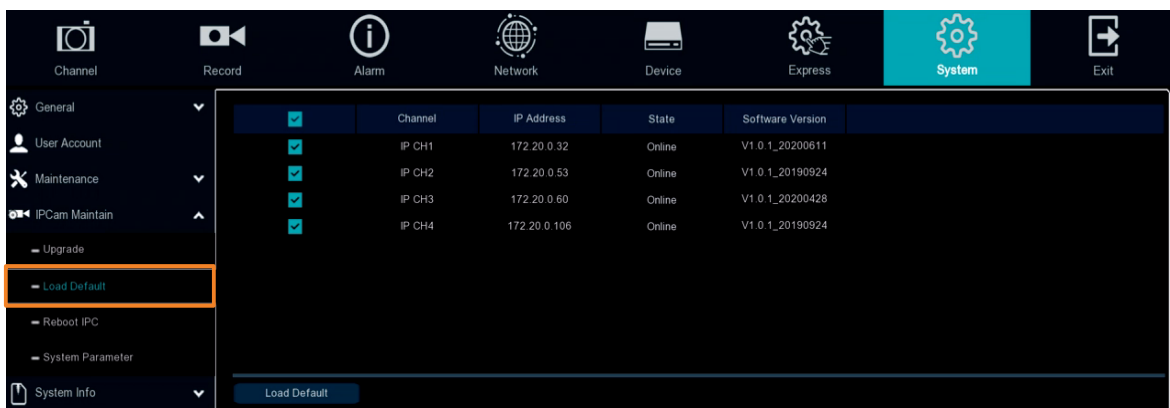 Channel Record Alarm Network Device Express System Exit
General
User Account
Maintenance
IPCam Maintain
Upgrade
Load Default
Reboot IPC
System Parameter
System Info
Channel IP Address State Software Version
IP CH1 172.20.0.32 Online V1.0.1_20200611
IP CH2 172.20.0.53 Online V1.0.1_20190924
IP CH3 172.20.0.60 Online V1.0.1_20200428
IP CH4 172.20.0.106 Online V1.0.1_20190924
Load Default